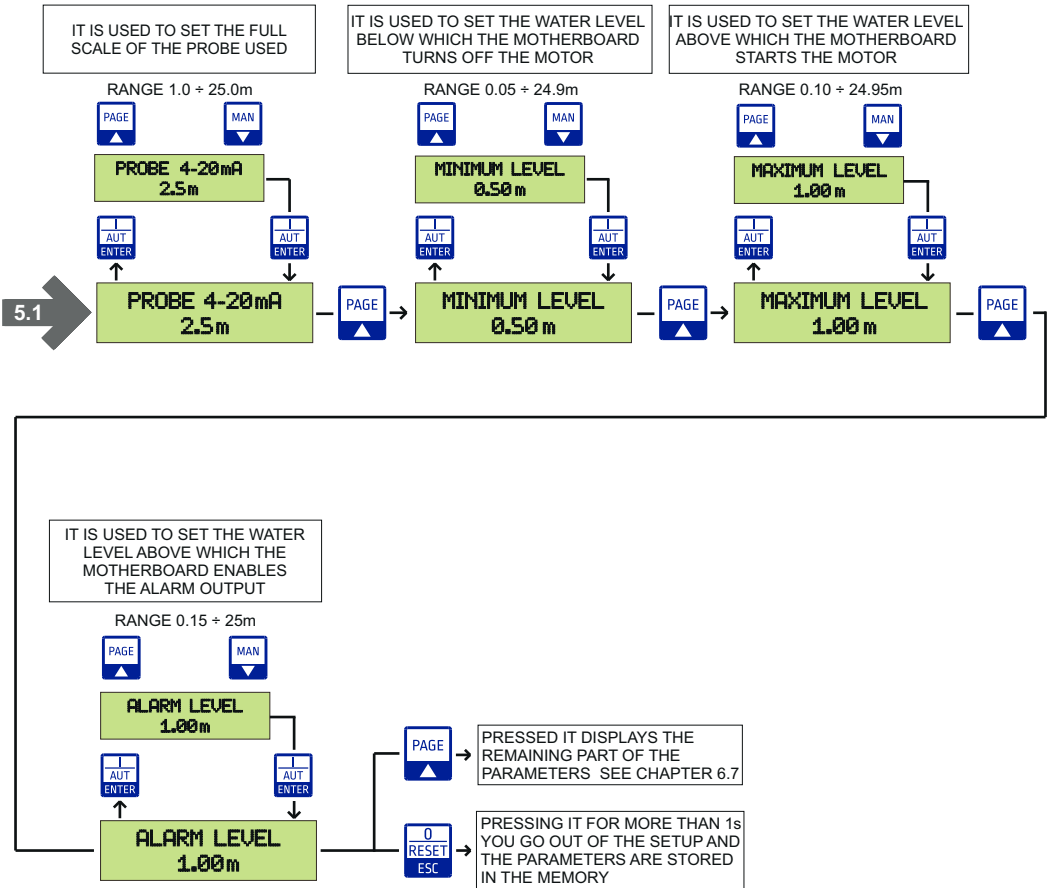 IT IS USED TO SET THE FULL
SCALE OF THE PROBE USED
RANGE 1.0 ÷ 25.0m
PAGE
MAN
PROBE 4-20mA
2.5m
I
AUT
ENTER
I
AUT
ENTER
5.1
PROBE 4-20mA
2.5m
PAGE
IT IS USED TO SET THE WATER LEVEL
BELOW WHICH THE MOTHERBOARD
TURNS OFF THE MOTOR
RANGE 0.05 ÷ 24.9m
PAGE
MAN
MINIMUM LEVEL
0.50 m
I
AUT
ENTER
I
AUT
ENTER
MINIMUM LEVEL
0.50 m
PAGE
IT IS USED TO SET THE WATER LEVEL
ABOVE WHICH THE MOTHERBOARD
STARTS THE MOTOR
RANGE 0.10 ÷ 24.95m
PAGE
MAN
MAXIMUM LEVEL
1.00 m
I
AUT
ENTER
I
AUT
ENTER
MAXIMUM LEVEL
1.00 m
PAGE
IT IS USED TO SET THE WATER
LEVEL ABOVE WHICH THE
MOTHERBOARD ENABLES
THE ALARM OUTPUT
RANGE 0.15 ÷ 25m
PAGE
MAN
ALARM LEVEL
1.00m
I
AUT
ENTER
I
AUT
ENTER
ALARM LEVEL
1.00m
PAGE
PRESSED IT DISPLAYS THE
REMAINING PART OF THE
PARAMETERS SEE CHAPTER 6.7
0
RESET
ESC
PRESSING IT FOR MORE THAN 1s
YOU GO OUT OF THE SETUP AND
THE PARAMETERS ARE STORED
IN THE MEMORY